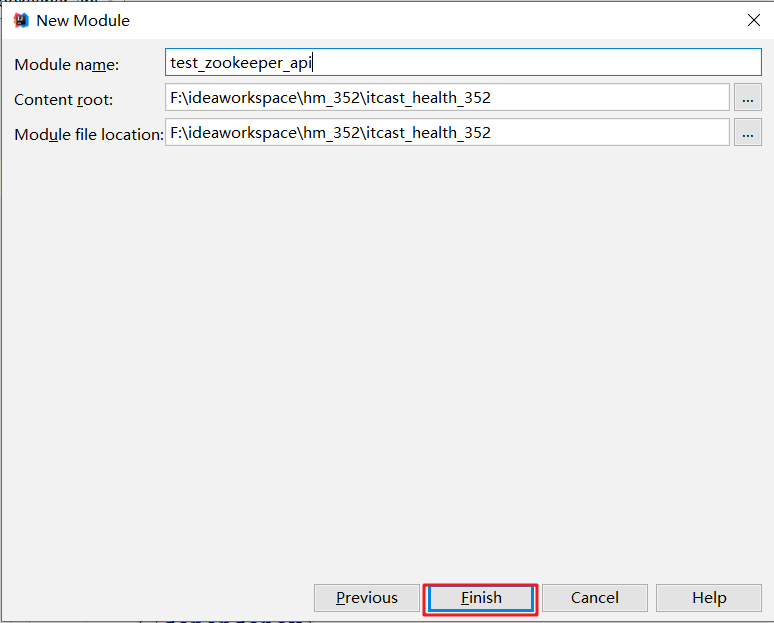 New Module
Module name: test_zookeeper_api
Content root: F:\ideaworkspace\hm_352\itcast_health_352 ...
Module file location: F:\ideaworkspace\hm_352\itcast_health_352 ...
Previous Finish Cancel Help